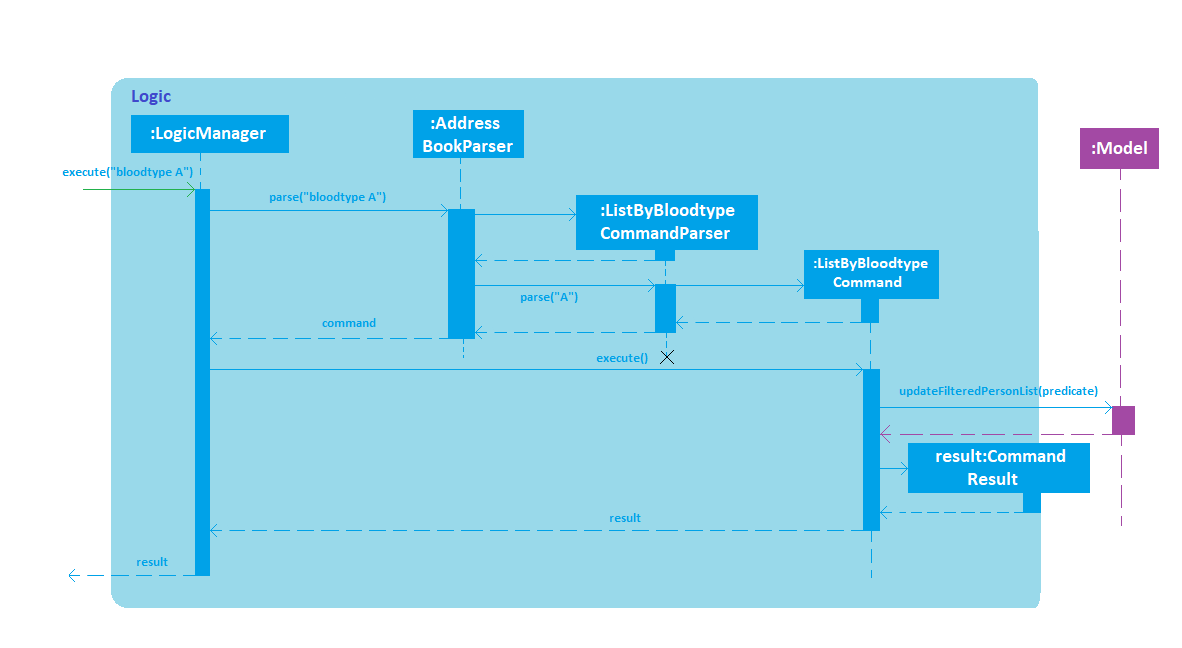 Logic
:LogicManager
:Address
BookParser
:Model
execute("bloodtype A")
parse("bloodtype A")
:ListByBloodtype
CommandParser
:ListByBloodtype
Command
parse("A")
command
execute()
updateFilteredPersonList(predicate)
result:Command
Result
result
result